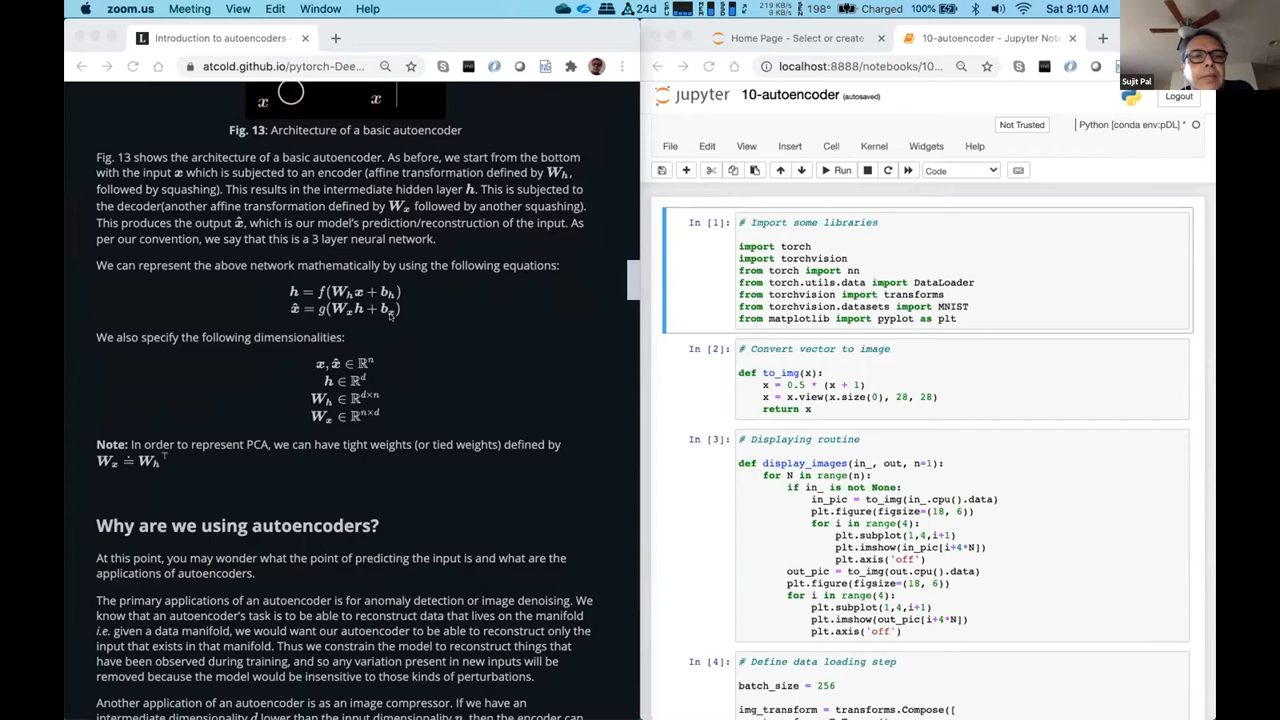 zoom.us Meeting View Edit Window Help
24d 219 KB/s 9 KB/s 198° Charged 100% Sat 8:10 AM
Introduction to autoencoders
Home Page - Select or create
10-autoencoder - Jupyter Not
atcold.github.io/pytorch-Dee...
localhost:8888/notebooks/10...
Sujit Pal
x x
Fig. 13: Architecture of a basic autoencoder
Fig. 13 shows the architecture of a basic autoencoder. As before, we start from the bottom
with the input x which is subjected to an encoder (affine transformation defined by Wₕ,
followed by squashing). This results in the intermediate hidden layer h. This is subjected to
the decoder(another affine transformation defined by Wₓ followed by another squashing).
This produces the output x̂, which is our model's prediction/reconstruction of the input. As
per our convention, we say that this is a 3 layer neural network.
We can represent the above network mathematically by using the following equations:
h = f(Wₕx + bₕ)
x̂ = g(Wₓh + bₓ)
We also specify the following dimensionalities:
x, x̂ ∈ ℝⁿ
h ∈ ℝᵈ
Wₕ ∈ ℝᵈˣⁿ
Wₓ ∈ ℝⁿˣᵈ
Note: In order to represent PCA, we can have tight weights (or tied weights) defined by
Wₓ ≐ Wₕ⊤
Why are we using autoencoders?
At this point, you may wonder what the point of predicting the input is and what are the
applications of autoencoders.
The primary applications of an autoencoder is for anomaly detection or image denoising. We
know that an autoencoder's task is to be able to reconstruct data that lives on the manifold
i.e. given a data manifold, we would want our autoencoder to be able to reconstruct only the
input that exists in that manifold. Thus we constrain the model to reconstruct things that
have been observed during training, and so any variation present in new inputs will be
removed because the model would be insensitive to those kinds of perturbations.
Another application of an autoencoder is as an image compressor. If we have an
intermediate dimensionality d lower than the input dimensionality n, then the encoder can
jupyter 10-autoencoder (autosaved)
Logout
Not Trusted Python [conda env:pDL] *
File Edit View Insert Cell Kernel Widgets Help
Run Code
In [1]: # Import some libraries
import torch
import torchvision
from torch import nn
from torch.utils.data import DataLoader
from torchvision import transforms
from torchvision.datasets import MNIST
from matplotlib import pyplot as plt
In [2]: # Convert vector to image
def to_img(x):
x = 0.5 * (x + 1)
x = x.view(x.size(0), 28, 28)
return x
In [3]: # Displaying routine
def display_images(in_, out, n=1):
for N in range(n):
if in_ is not None:
in_pic = to_img(in_.cpu().data)
plt.figure(figsize=(18, 6))
for i in range(4):
plt.subplot(1,4,i+1)
plt.imshow(in_pic[i+4*N])
plt.axis('off')
out_pic = to_img(out.cpu().data)
plt.figure(figsize=(18, 6))
for i in range(4):
plt.subplot(1,4,i+1)
plt.imshow(out_pic[i+4*N])
plt.axis('off')
In [4]: # Define data loading step
batch_size = 256
img_transform = transforms.Compose([